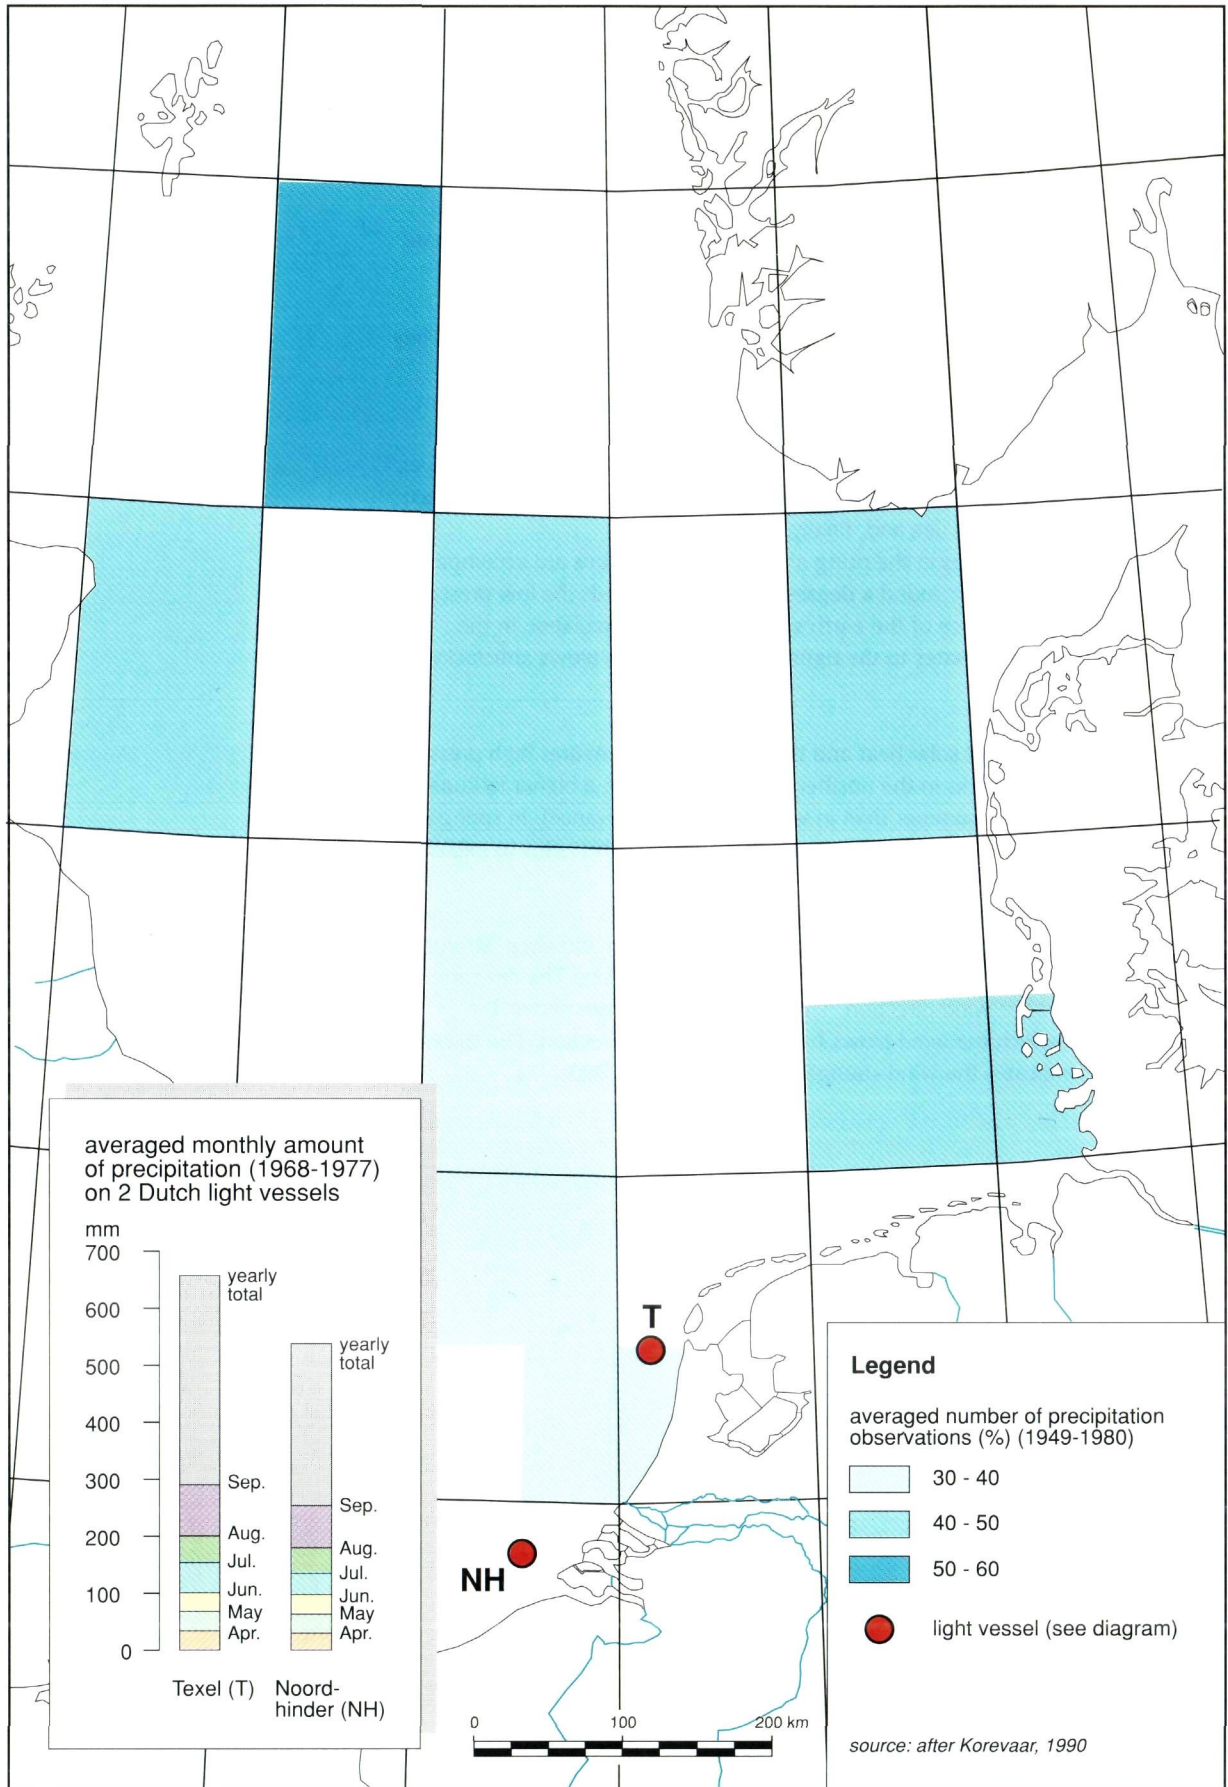 averaged monthly amount
of precipitation (1968-1977)
on 2 Dutch light vessels
mm
700
600
500
400
300
200
100
0
yearly
total
Sep.
Aug.
Jul.
Jun.
May
Apr.
yearly
total
Sep.
Aug.
Jul.
Jun.
May
Apr.
Texel (T)
Noord-
hinder (NH)
T
NH
0 100 200 km
Legend
averaged number of precipitation
observations (%) (1949-1980)
30 - 40
40 - 50
50 - 60
light vessel (see diagram)
source: after Korevaar, 1990